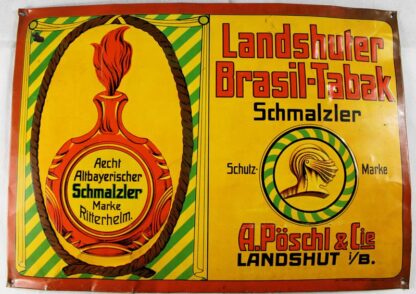 Aecht
Altbayerischer
Schmalzler
Marke
Ritterhelm.
Landshuter
Brasil-Tabak
Schmalzler
Schutz- Marke
A.Pöschl & Cie
LANDSHUT i/B.